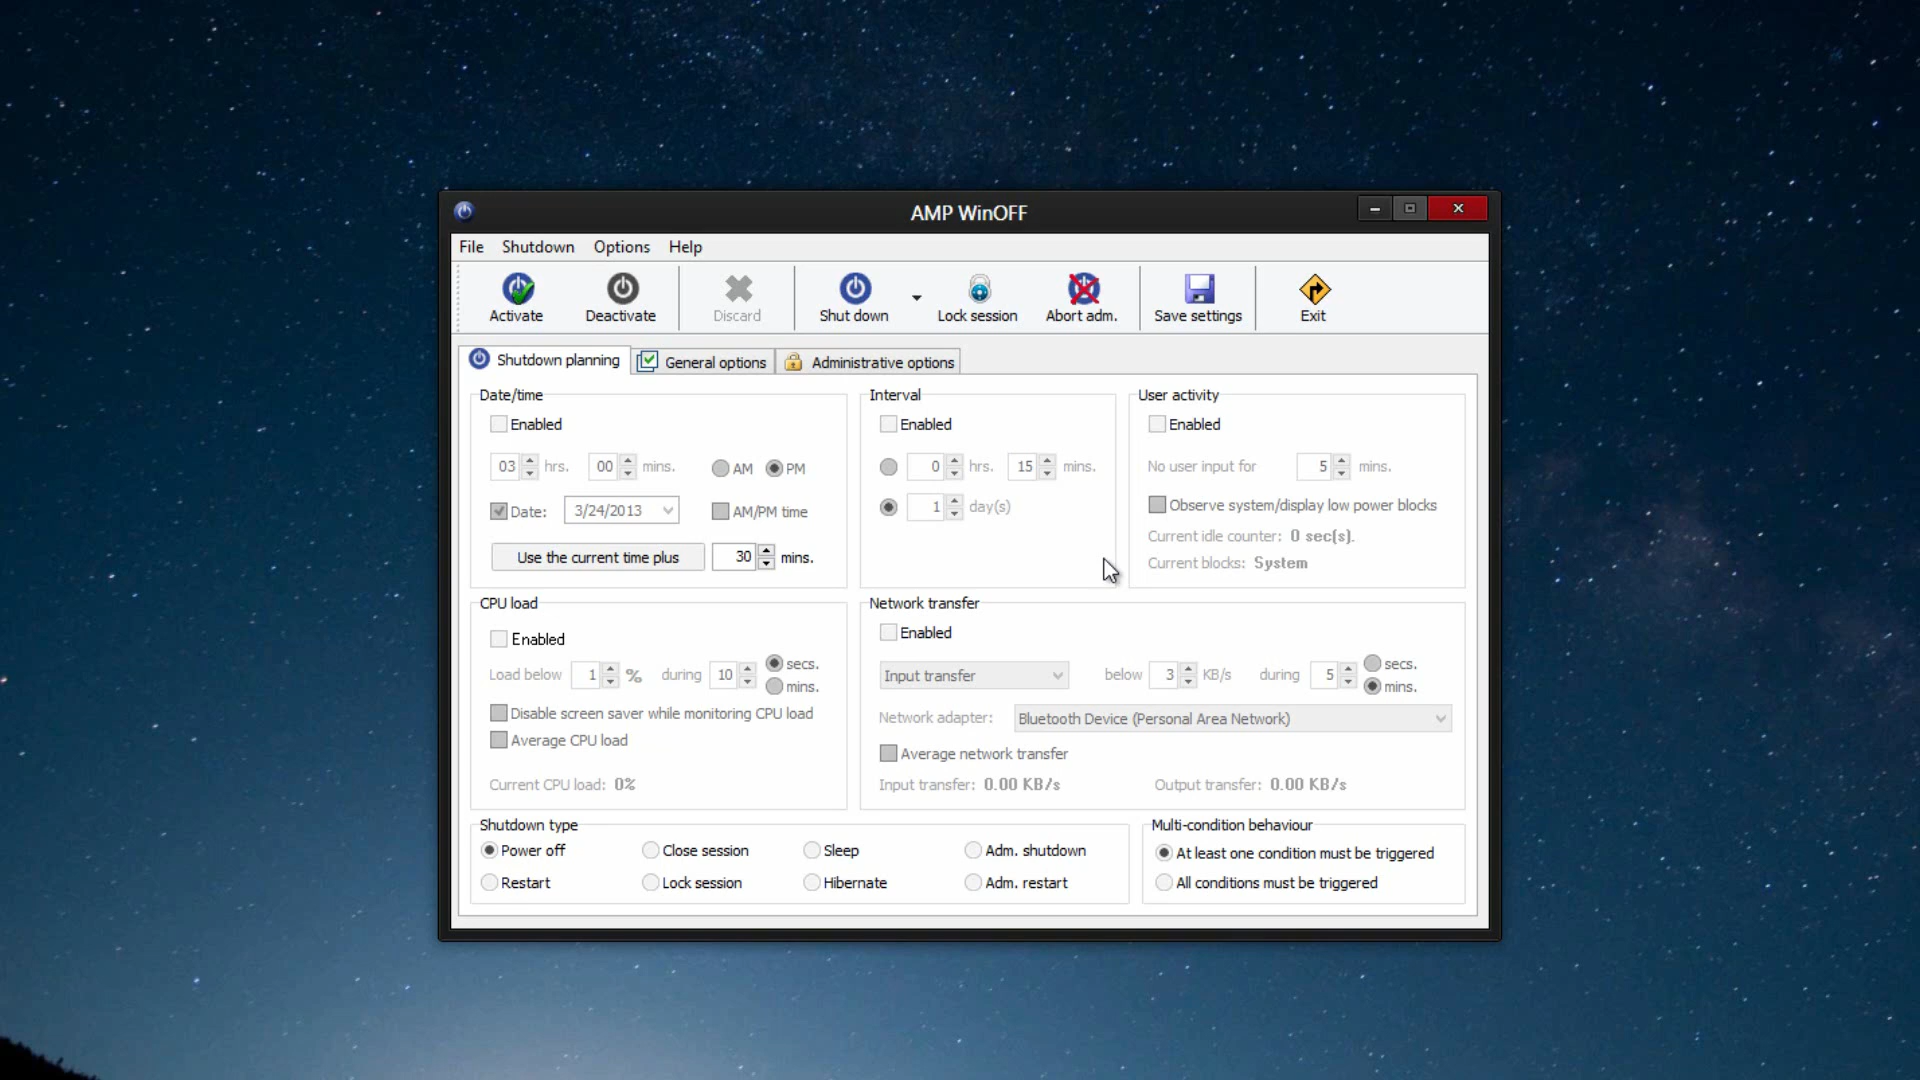 AMP WinOFF
File Shutdown Options Help
Activate Deactivate Discard Shut down Lock session Abort adm. Save settings Exit
Shutdown planning General options Administrative options
Date/time
Enabled
03 hrs. 00 mins. AM PM
Date: 3/24/2013 AM/PM time
Use the current time plus 30 mins.
Interval
Enabled
0 hrs. 15 mins.
1 day(s)
User activity
Enabled
No user input for 5 mins.
Observe system/display low power blocks
Current idle counter: 0 sec(s).
Current blocks: System
CPU load
Enabled
Load below 1 % during 10 secs.
mins.
Disable screen saver while monitoring CPU load
Average CPU load
Current CPU load: 0%
Network transfer
Enabled
Input transfer below 3 KB/s during 5 secs.
mins.
Network adapter: Bluetooth Device (Personal Area Network)
Average network transfer
Input transfer: 0.00 KB/s Output transfer: 0.00 KB/s
Shutdown type
Power off Close session Sleep Adm. shutdown
Restart Lock session Hibernate Adm. restart
Multi-condition behaviour
At least one condition must be triggered
All conditions must be triggered